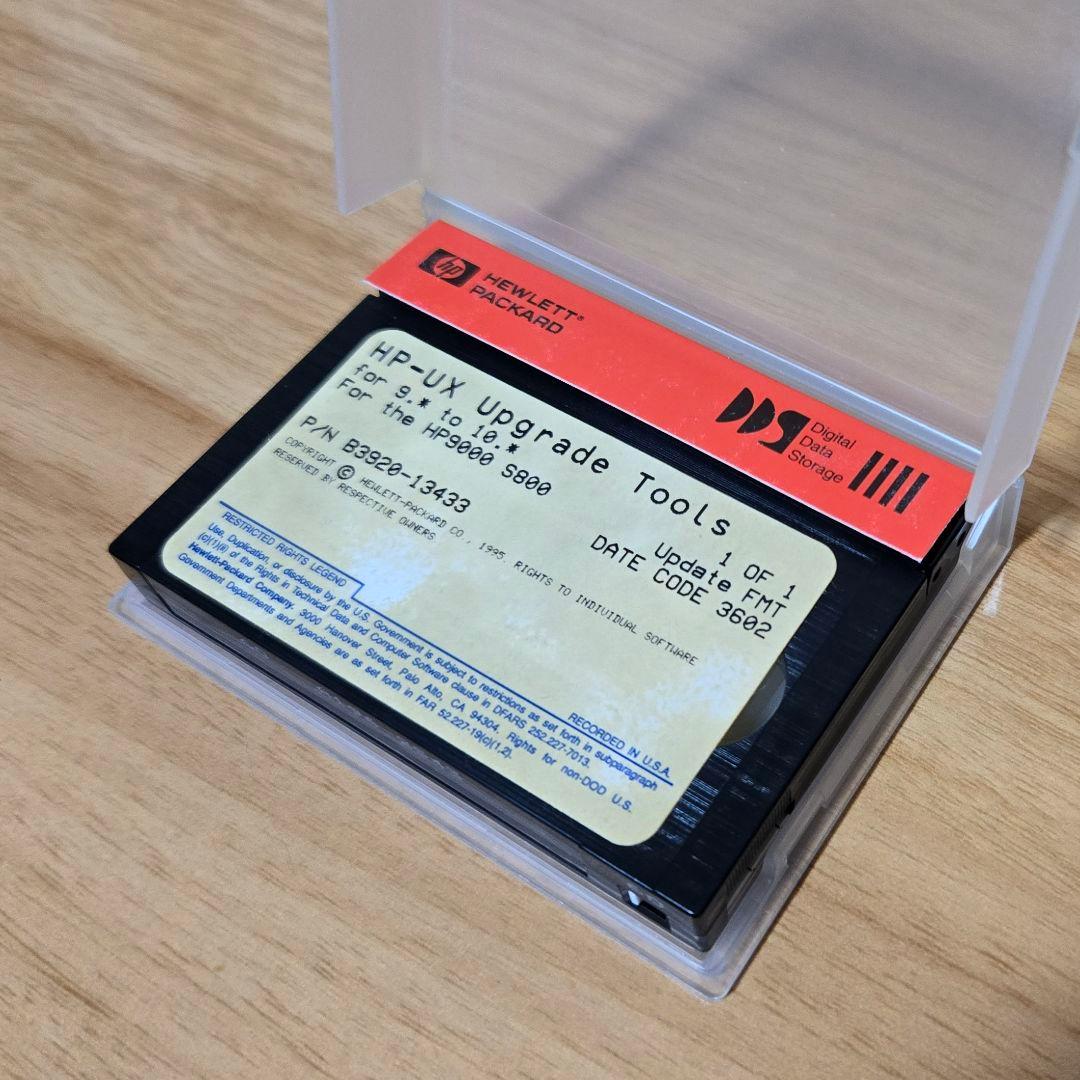 hp HEWLETT®
PACKARD
DDS Digital
Data
Storage
HP-UX Upgrade Tools
for 9.* to 10.*
For the HP9000 S800
1 OF 1
Update FMT
P/N B3920-13433
DATE CODE 3602
COPYRIGHT © HEWLETT-PACKARD CO., 1995. RIGHTS TO INDIVIDUAL SOFTWARE
RESERVED BY RESPECTIVE OWNERS
RECORDED IN U.S.A.
RESTRICTED RIGHTS LEGEND
Use, Duplication, or disclosure by the U.S. Government is subject to restrictions as set forth in subparagraph
(c)(1)(ii) of the Rights in Technical Data and Computer Software clause in DFARS 252.227-7013.
Hewlett-Packard Company. 3000 Hanover Street, Palo Alto, CA 94304. Rights for non-DOD U.S.
Government Departments and Agencies are as set forth in FAR 52.227-19(c)(1,2).